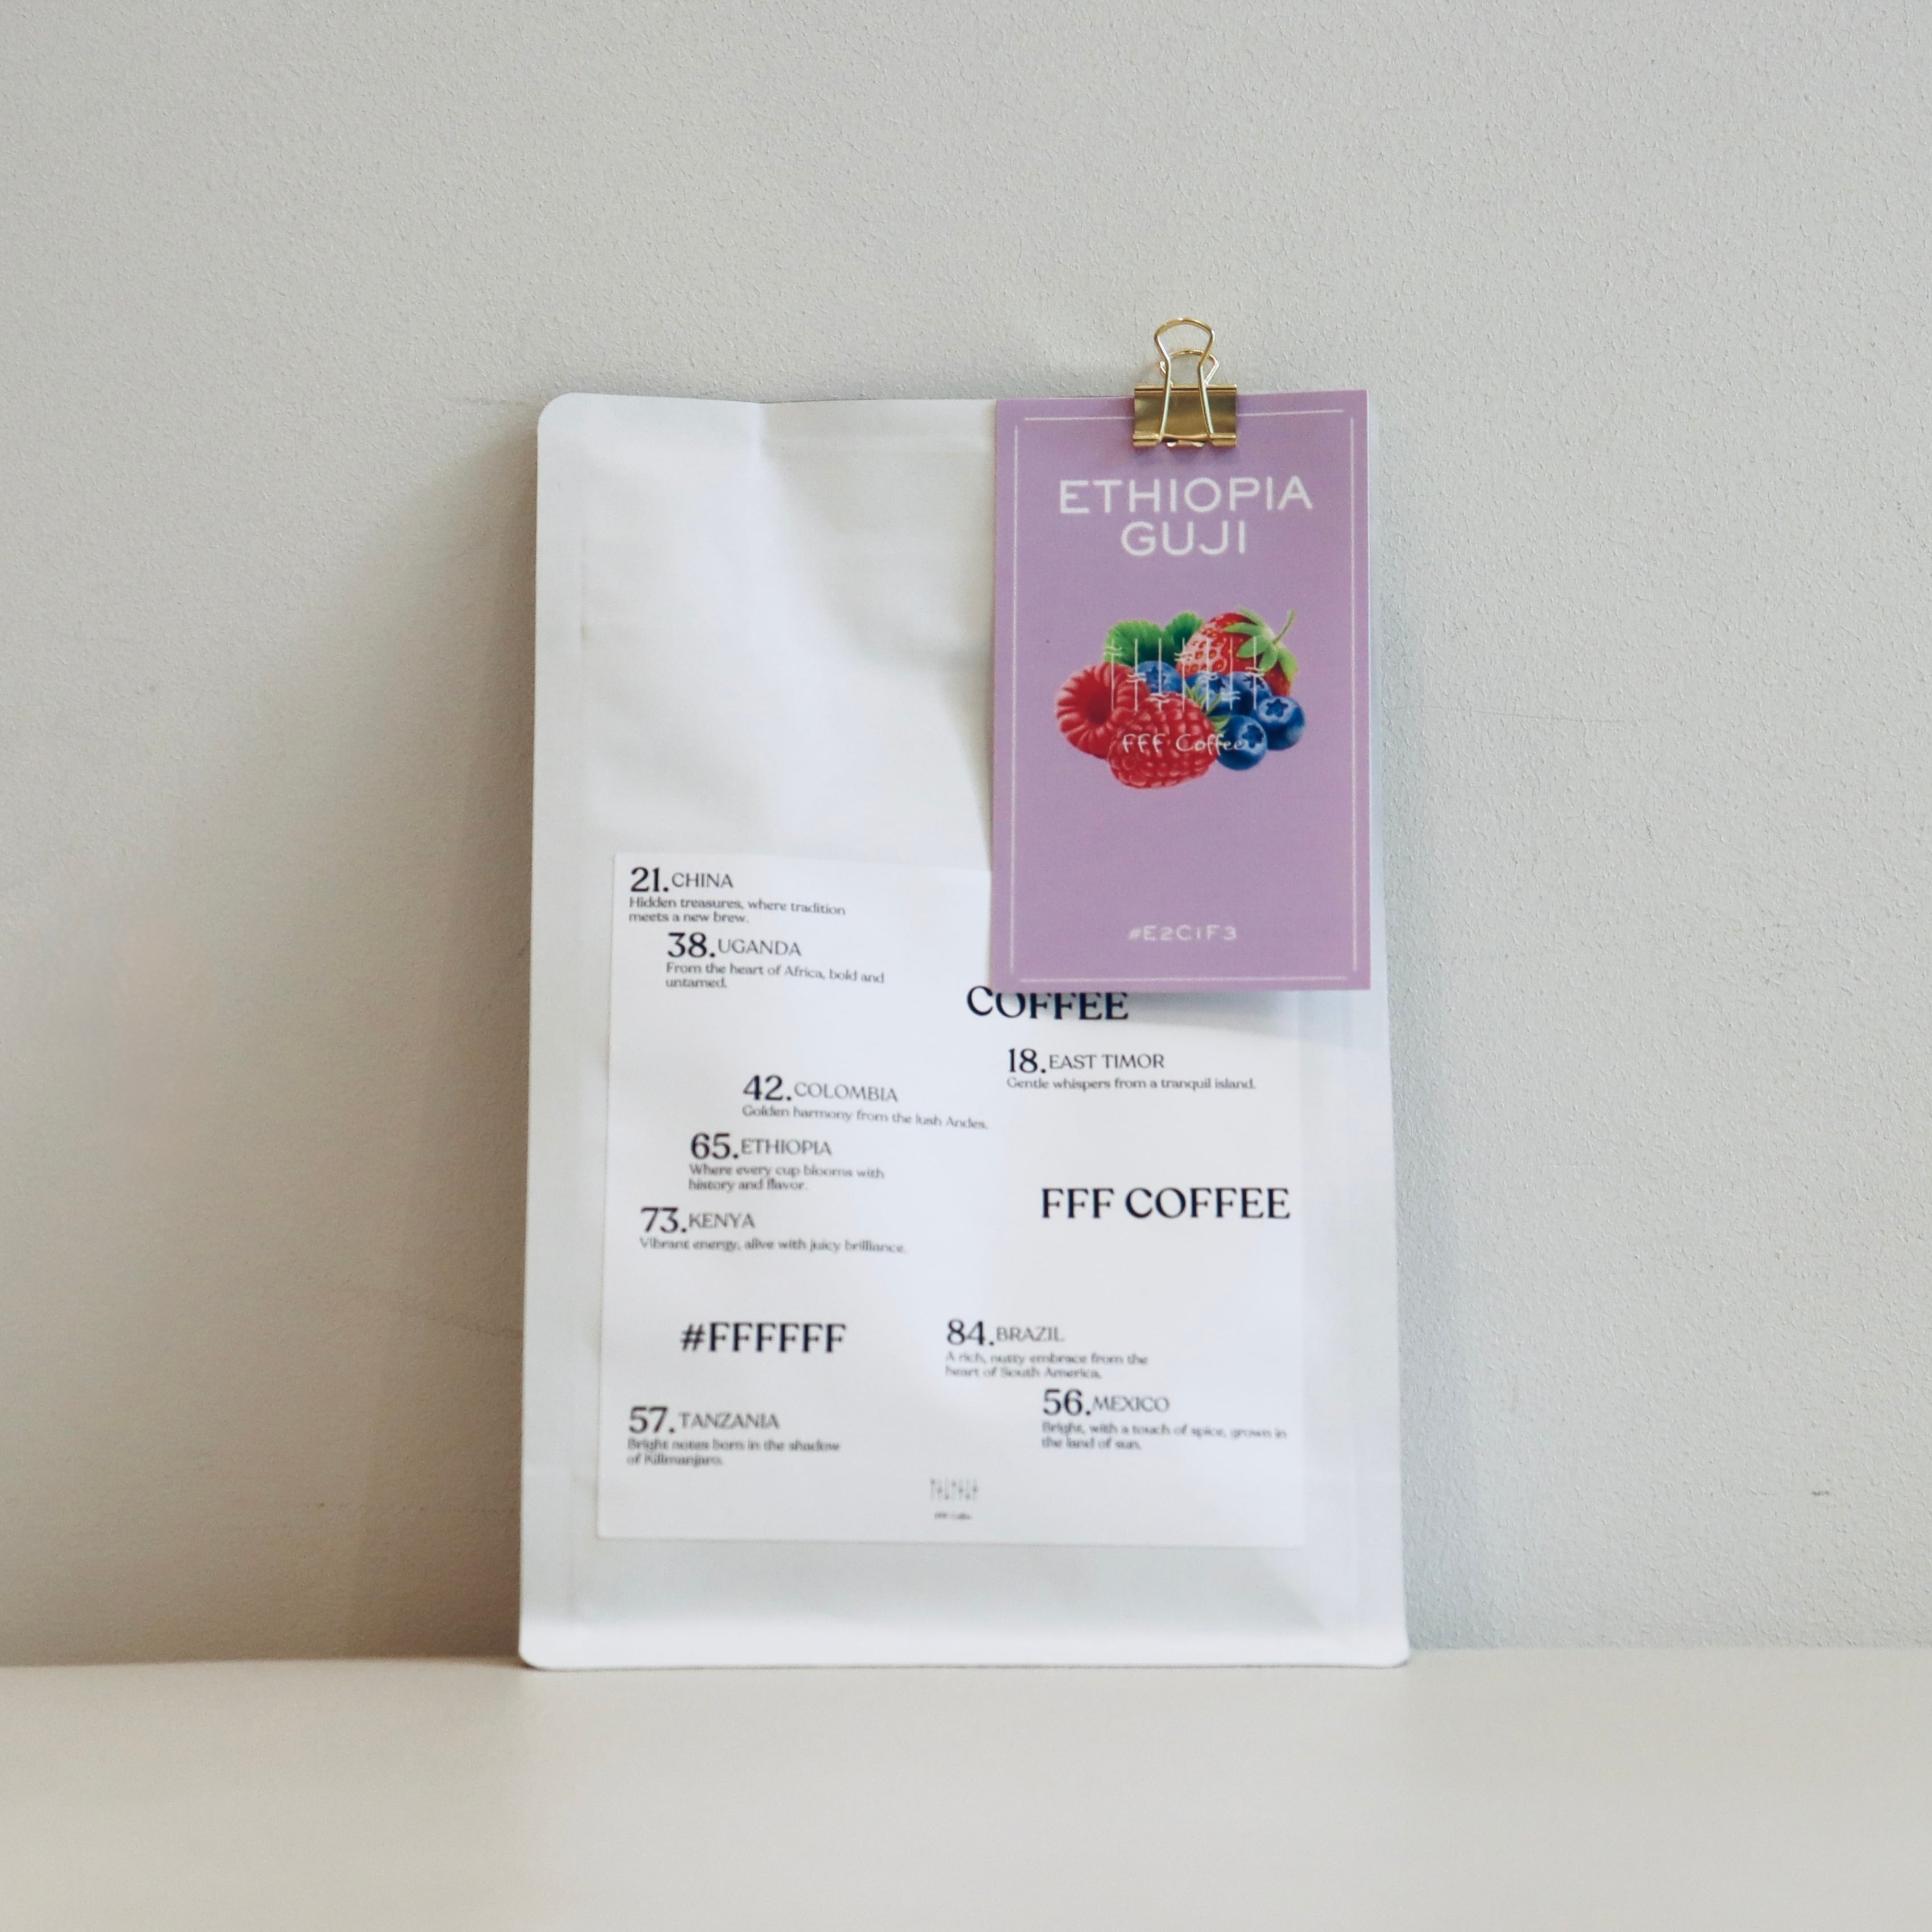 ETHIOPIA
GUJI
FFF Coffee
#E2C1F3
21. CHINA
Hidden treasures, where tradition
meets a new brew.
38. UGANDA
From the heart of Africa, bold and
untamed.
COFFEE
18. EAST TIMOR
Gentle whispers from a tranquil island.
42. COLOMBIA
Golden harmony from the lush Andes.
65. ETHIOPIA
Where every cup blooms with
history and flavor.
FFF COFFEE
73. KENYA
Vibrant energy, alive with juicy brilliance.
#FFFFFF
84. BRAZIL
A rich, nutty embrace from the
heart of South America.
56. MEXICO
Bright, with a touch of spice, grown in
the land of sun.
57. TANZANIA
Bright notes born in the shadow
of Kilimanjaro.